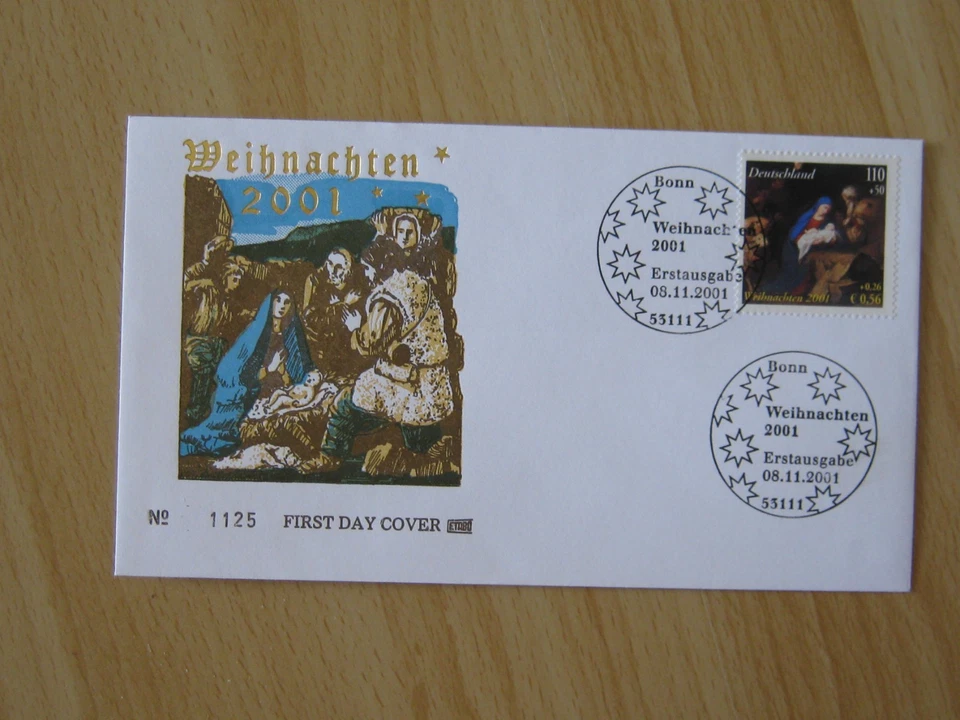 Weihnachten
2001
Nº 1125 FIRST DAY COVER ETUBO
Bonn
Weihnachten
2001
Erstausgabe
08.11.2001
53111
Deutschland 110
+50
+0.26
Weihnachten 2001 € 0,56
Bonn
Weihnachten
2001
Erstausgabe
08.11.2001
53111